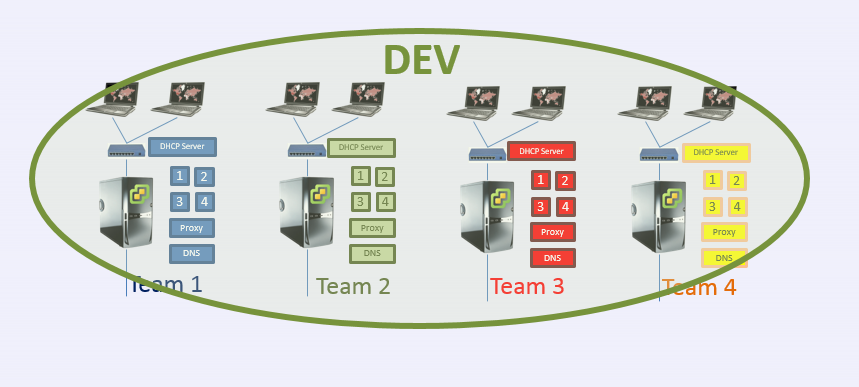 DEV
DHCP Server
1 2
3 4
Proxy
DNS
Team 1
DHCP Server
1 2
3 4
Proxy
DNS
Team 2
DHCP Server
1 2
3 4
Proxy
DNS
Team 3
DHCP Server
1 2
3 4
Proxy
DNS
Team 4